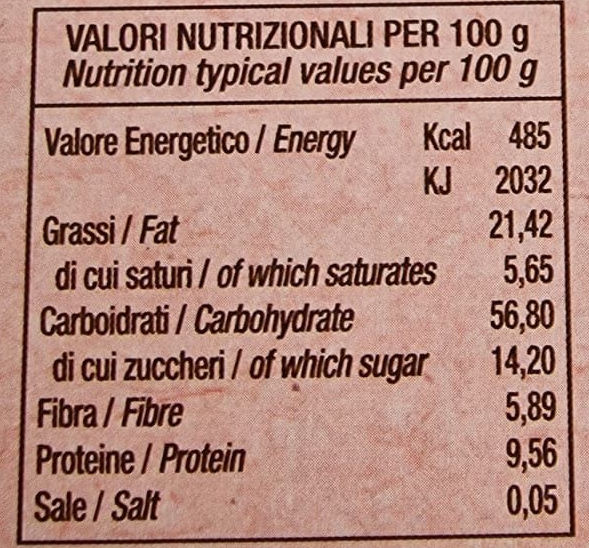 VALORI NUTRIZIONALI PER 100 g
Nutrition typical values per 100 g
Valore Energetico / Energy Kcal 485
KJ 2032
Grassi / Fat 21,42
di cui saturi / of which saturates 5,65
Carboidrati / Carbohydrate 56,80
di cui zuccheri / of which sugar 14,20
Fibra / Fibre 5,89
Proteine / Protein 9,56
Sale / Salt 0,05